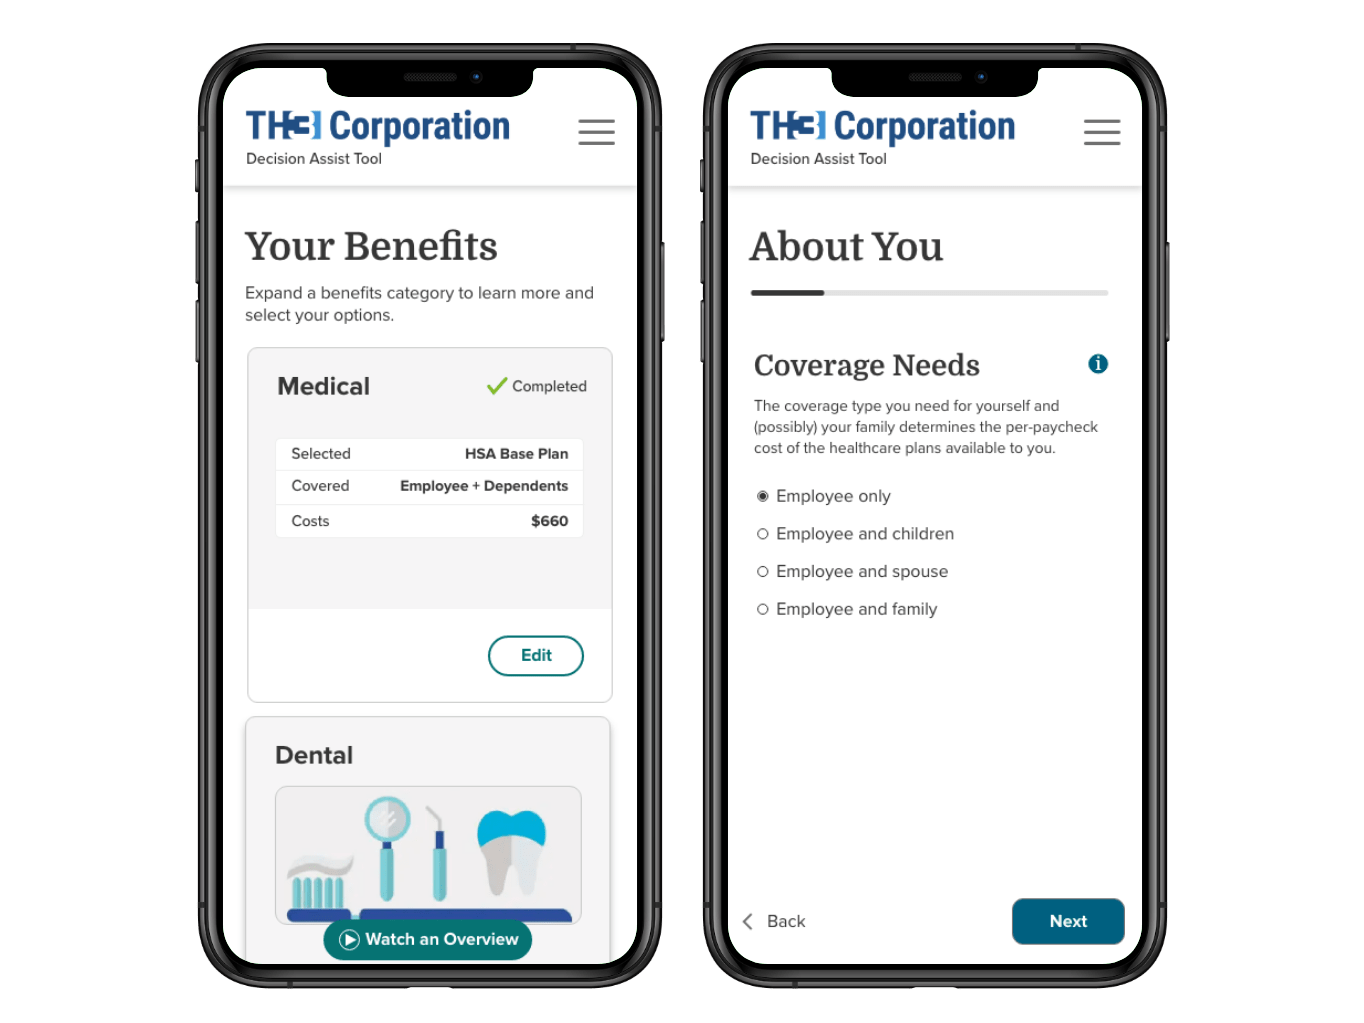 TH3 Corporation
Decision Assist Tool
Your Benefits
Expand a benefits category to learn more and
select your options.
Medical
Completed
Selected HSA Base Plan
Covered Employee + Dependents
Costs $660
Edit
Dental
Watch an Overview
TH3 Corporation
Decision Assist Tool
About You
Coverage Needs i
The coverage type you need for yourself and
(possibly) your family determines the per-paycheck
cost of the healthcare plans available to you.
Employee only
Employee and children
Employee and spouse
Employee and family
Back
Next